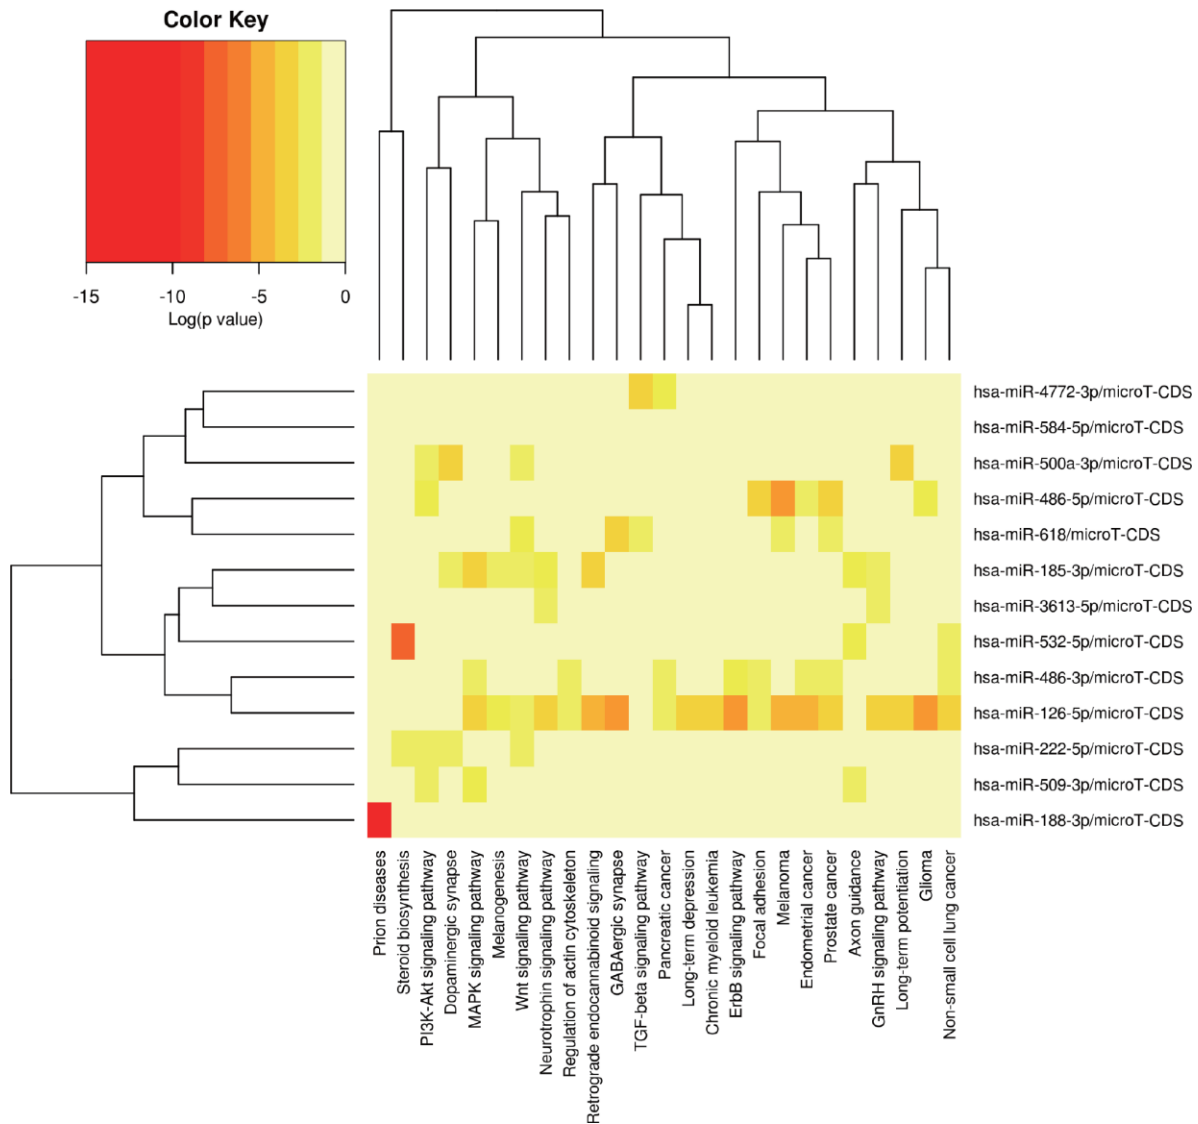 Color Key
-15 -10 -5 0
Log(p value)
hsa-miR-4772-3p/microT-CDS
hsa-miR-584-5p/microT-CDS
hsa-miR-500a-3p/microT-CDS
hsa-miR-486-5p/microT-CDS
hsa-miR-618/microT-CDS
hsa-miR-185-3p/microT-CDS
hsa-miR-3613-5p/microT-CDS
hsa-miR-532-5p/microT-CDS
hsa-miR-486-3p/microT-CDS
hsa-miR-126-5p/microT-CDS
hsa-miR-222-5p/microT-CDS
hsa-miR-509-3p/microT-CDS
hsa-miR-188-3p/microT-CDS
Prion diseases
Steroid biosynthesis
PI3K-Akt signaling pathway
Dopaminergic synapse
MAPK signaling pathway
Melanogenesis
Wnt signaling pathway
Neurotrophin signaling pathway
Regulation of actin cytoskeleton
Retrograde endocannabinoid signaling
GABAergic synapse
TGF-beta signaling pathway
Pancreatic cancer
Long-term depression
Chronic myeloid leukemia
ErbB signaling pathway
Focal adhesion
Melanoma
Endometrial cancer
Prostate cancer
Axon guidance
GnRH signaling pathway
Long-term potentiation
Glioma
Non-small cell lung cancer